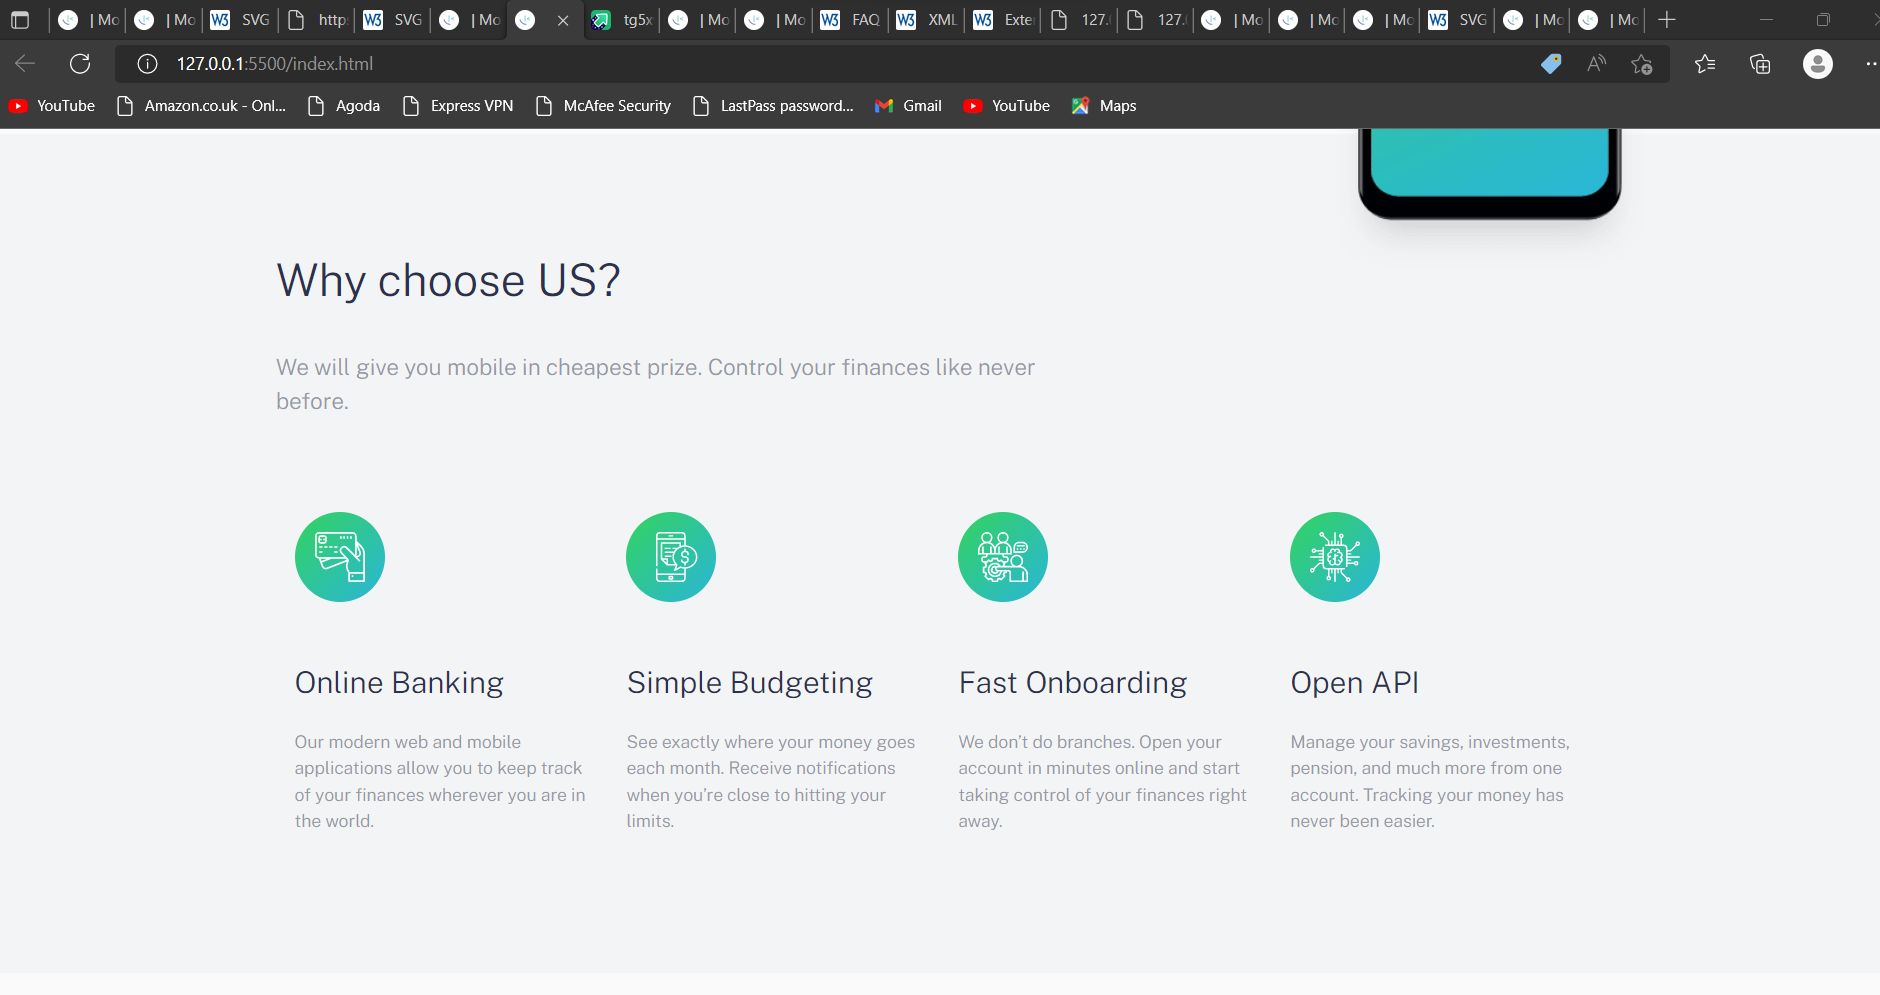 | Mo | Mo SVG http SVG | Mo tg5x | Mo | Mo FAQ XML Exte 127. 127. | Mo | Mo | Mo SVG | Mo | Mo
127.0.0.1:5500/index.html
YouTube Amazon.co.uk - Onl... Agoda Express VPN McAfee Security LastPass password... Gmail YouTube Maps
Why choose US?
We will give you mobile in cheapest prize. Control your finances like never
before.
Online Banking
Our modern web and mobile
applications allow you to keep track
of your finances wherever you are in
the world.
Simple Budgeting
See exactly where your money goes
each month. Receive notifications
when you’re close to hitting your
limits.
Fast Onboarding
We don’t do branches. Open your
account in minutes online and start
taking control of your finances right
away.
Open API
Manage your savings, investments,
pension, and much more from one
account. Tracking your money has
never been easier.